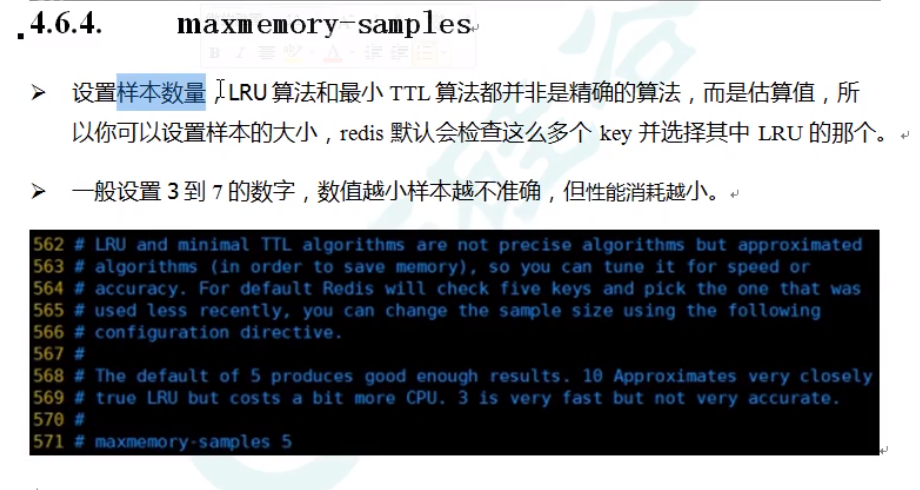 4.6.4. maxmemory-samples
➢ 设置样本数量，LRU 算法和最小 TTL 算法都并非是精确的算法，而是估算值，所
以你可以设置样本的大小，redis 默认会检查这么多个 key 并选择其中 LRU 的那个。
➢ 一般设置 3 到 7 的数字，数值越小样本越不准确，但性能消耗越小。
562 # LRU and minimal TTL algorithms are not precise algorithms but approximated
563 # algorithms (in order to save memory), so you can tune it for speed or
564 # accuracy. For default Redis will check five keys and pick the one that was
565 # used less recently, you can change the sample size using the following
566 # configuration directive.
567 #
568 # The default of 5 produces good enough results. 10 Approximates very closely
569 # true LRU but costs a bit more CPU. 3 is very fast but not very accurate.
570 #
571 # maxmemory-samples 5